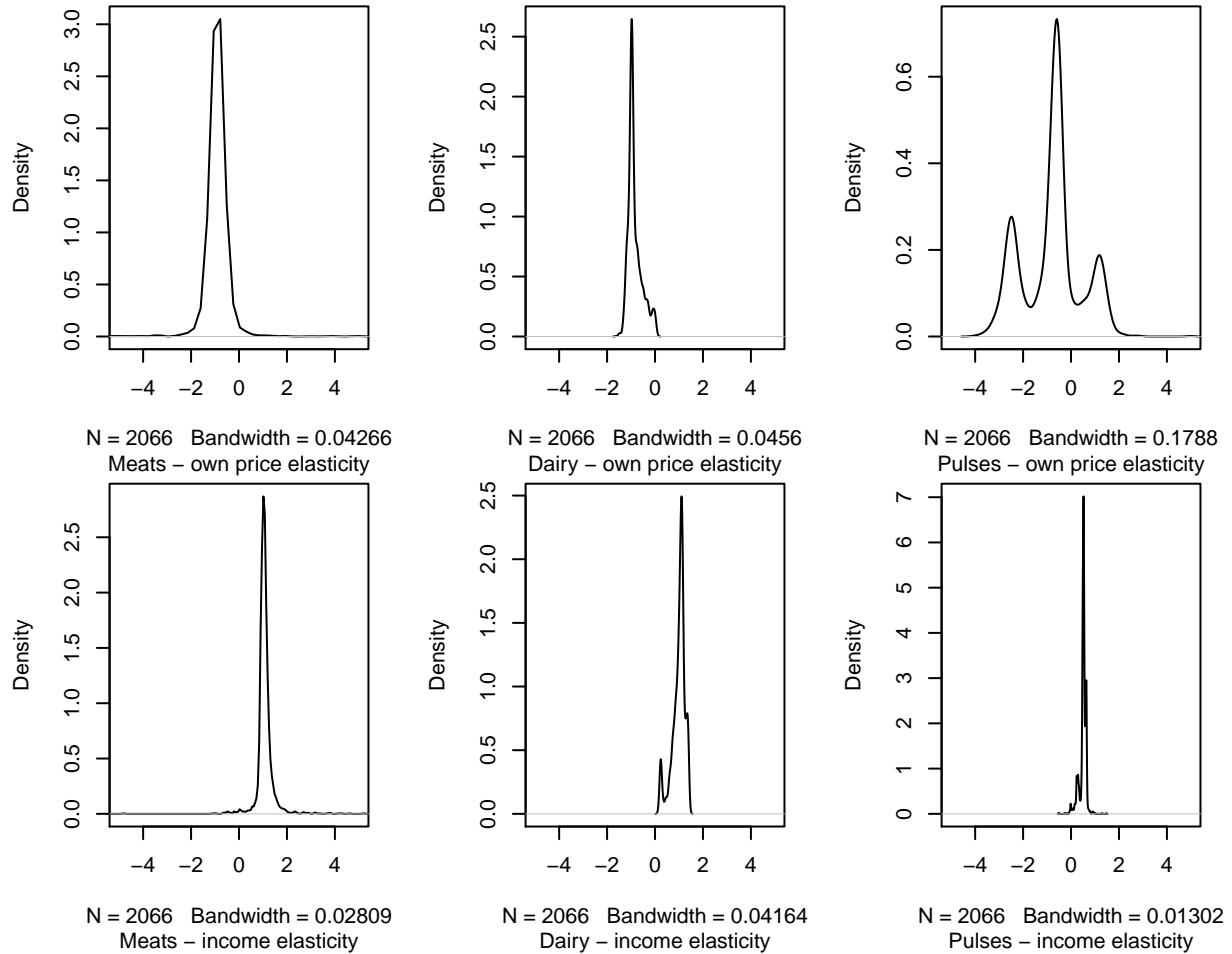 Density
0.0 0.5 1.0 1.5 2.0 2.5 3.0
−4 −2 0 2 4
N = 2066 Bandwidth = 0.04266
Meats − own price elasticity
Density
0.0 0.5 1.0 1.5 2.0 2.5
−4 −2 0 2 4
N = 2066 Bandwidth = 0.0456
Dairy − own price elasticity
Density
0.0 0.2 0.4 0.6
−4 −2 0 2 4
N = 2066 Bandwidth = 0.1788
Pulses − own price elasticity
Density
0.0 0.5 1.0 1.5 2.0 2.5
−4 −2 0 2 4
N = 2066 Bandwidth = 0.02809
Meats − income elasticity
Density
0.0 0.5 1.0 1.5 2.0 2.5
−4 −2 0 2 4
N = 2066 Bandwidth = 0.04164
Dairy − income elasticity
Density
0 1 2 3 4 5 6 7
−4 −2 0 2 4
N = 2066 Bandwidth = 0.01302
Pulses − income elasticity